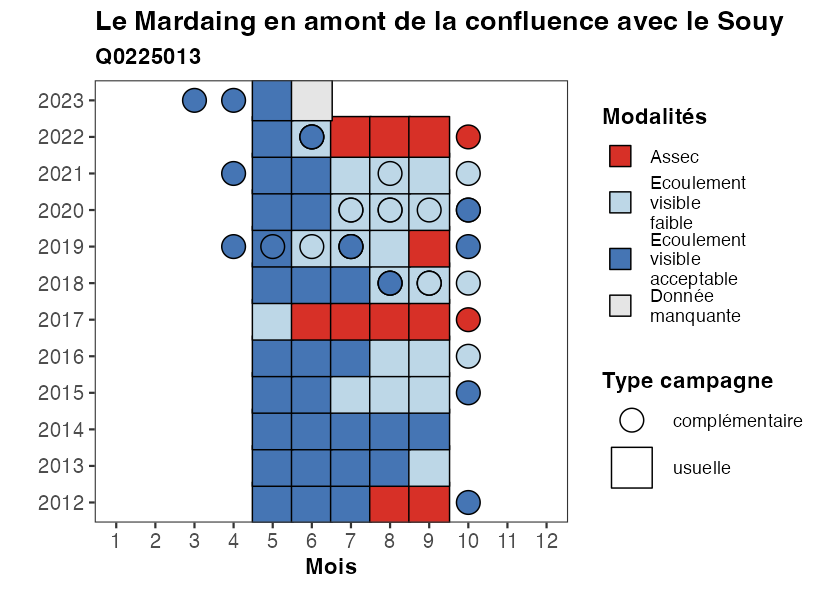 Le Mardaing en amont de la confluence avec le Souy
Q0225013
2023
2022
2021
2020
2019
2018
2017
2016
2015
2014
2013
2012
1 2 3 4 5 6 7 8 9 10 11 12
Mois
Modalités
Assec
Ecoulement
visible
faible
Ecoulement
visible
acceptable
Donnée
manquante
Type campagne
complémentaire
usuelle